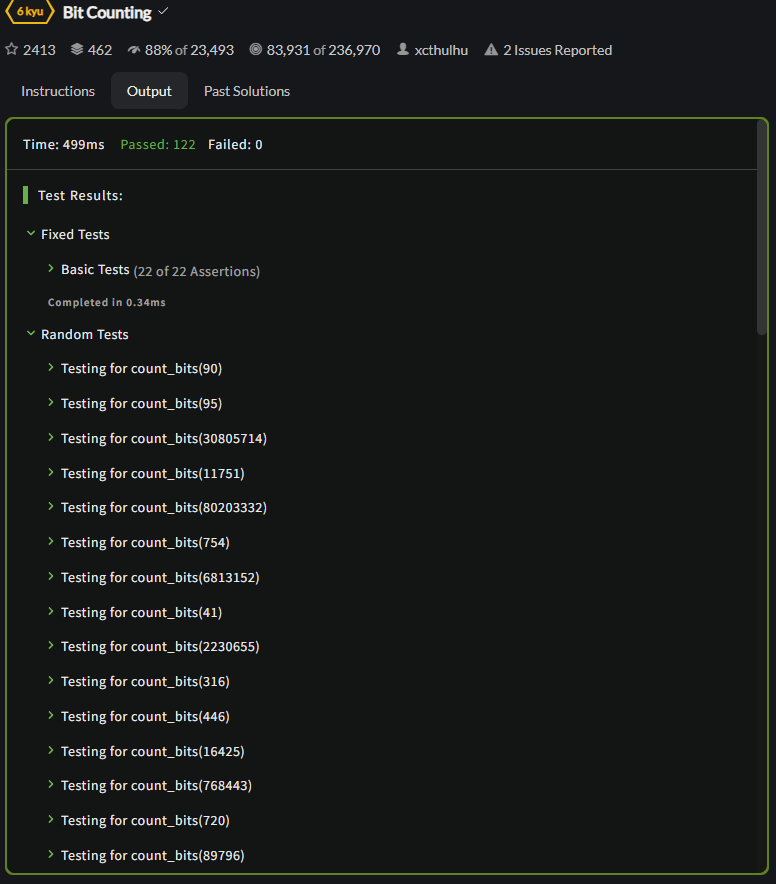 6 kyu Bit Counting
2413 462 88% of 23,493 83,931 of 236,970 xcthulhu 2 Issues Reported
Instructions Output Past Solutions
Time: 499ms Passed: 122 Failed: 0
Test Results:
Fixed Tests
Basic Tests (22 of 22 Assertions)
Completed in 0.34ms
Random Tests
Testing for count_bits(90)
Testing for count_bits(95)
Testing for count_bits(30805714)
Testing for count_bits(11751)
Testing for count_bits(80203332)
Testing for count_bits(754)
Testing for count_bits(6813152)
Testing for count_bits(41)
Testing for count_bits(2230655)
Testing for count_bits(316)
Testing for count_bits(446)
Testing for count_bits(16425)
Testing for count_bits(768443)
Testing for count_bits(720)
Testing for count_bits(89796)